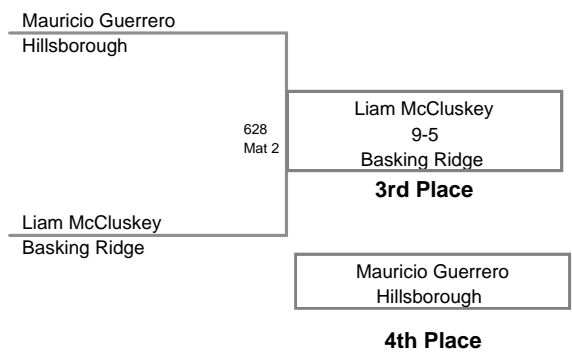 Mauricio Guerrero
Hillsborough
628
Mat 2
Liam McCluskey
9-5
Basking Ridge
3rd Place
Liam McCluskey
Basking Ridge
Mauricio Guerrero
Hillsborough
4th Place